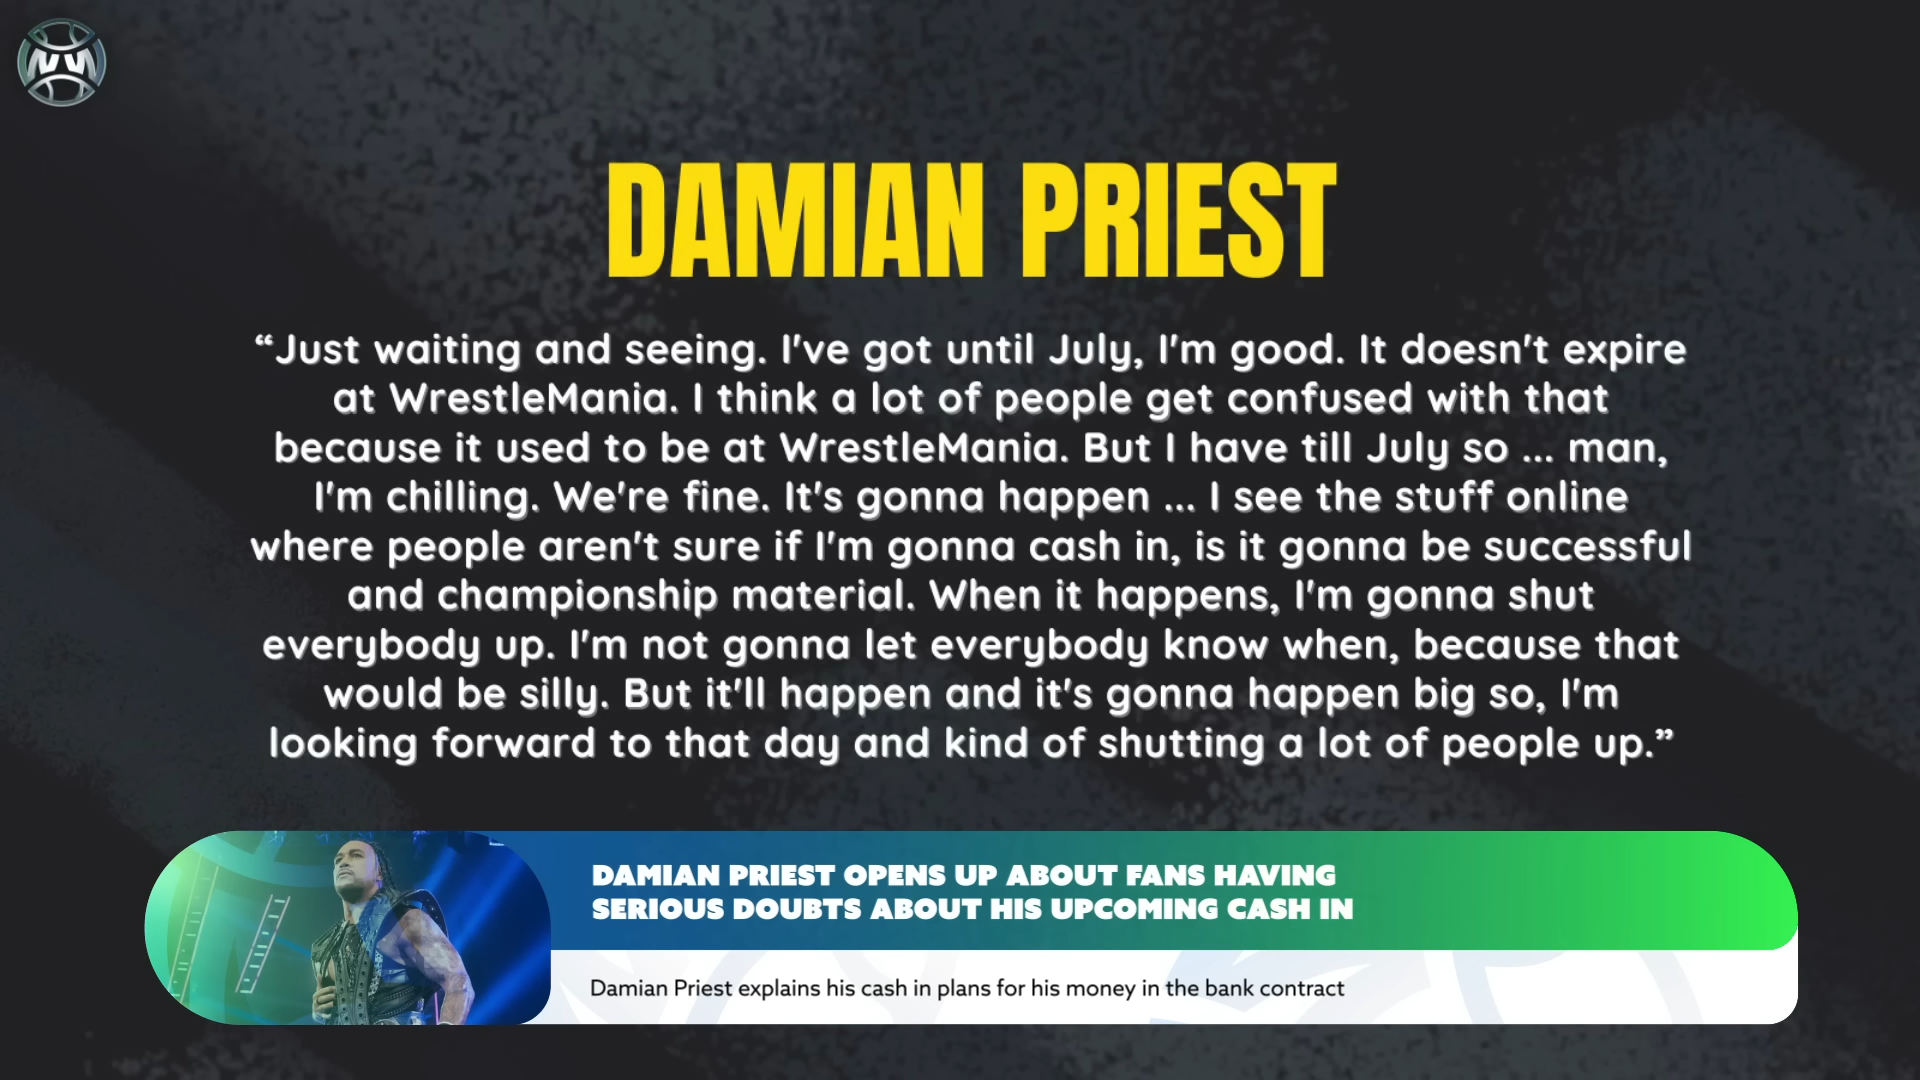 DAMIAN PRIEST
“Just waiting and seeing. I've got until July, I'm good. It doesn't expire
at WrestleMania. I think a lot of people get confused with that
because it used to be at WrestleMania. But I have till July so ... man,
I'm chilling. We're fine. It's gonna happen ... I see the stuff online
where people aren't sure if I'm gonna cash in, is it gonna be successful
and championship material. When it happens, I'm gonna shut
everybody up. I'm not gonna let everybody know when, because that
would be silly. But it'll happen and it's gonna happen big so, I'm
looking forward to that day and kind of shutting a lot of people up.”
DAMIAN PRIEST OPENS UP ABOUT FANS HAVING
SERIOUS DOUBTS ABOUT HIS UPCOMING CASH IN
Damian Priest explains his cash in plans for his money in the bank contract